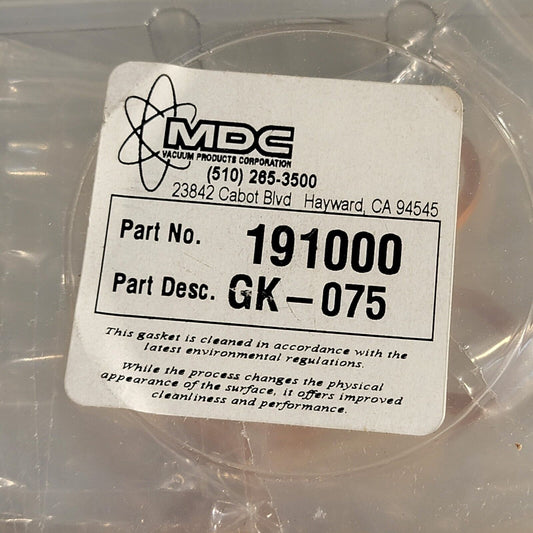 MDC
VACUUM PRODUCTS CORPORATION
(510) 265-3500
23842 Cabot Blvd Hayward, CA 94545
Part No. 191000
Part Desc. GK-075
This gasket is cleaned in accordance with the
latest environmental regulations.
While the process changes the physical
appearance of the surface, it offers improved
cleanliness and performance.